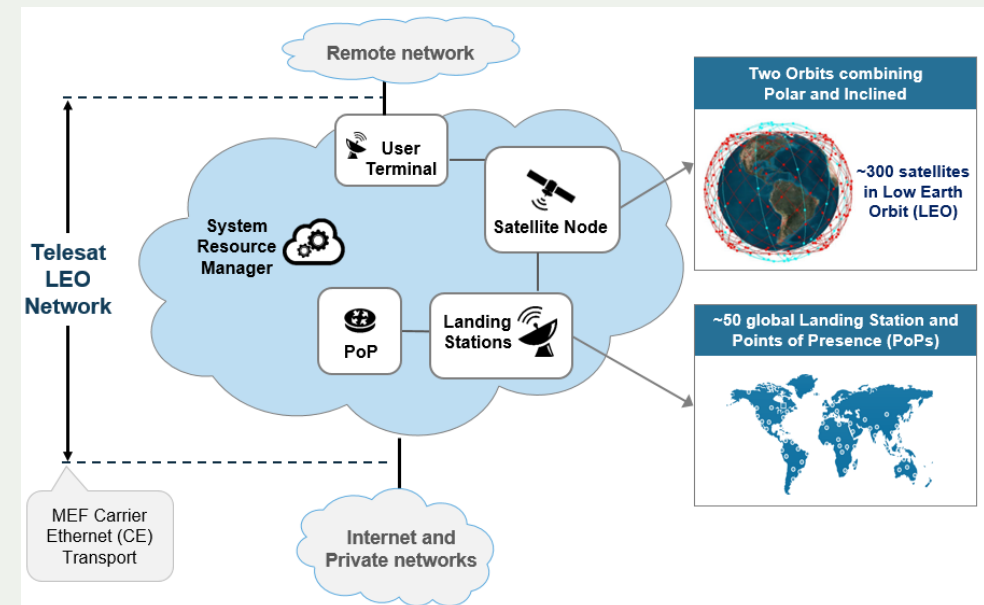 Remote network
User
Terminal
Satellite Node
System
Resource
Manager
PoP
Landing
Stations
Telesat
LEO
Network
MEF Carrier
Ethernet (CE)
Transport
Internet and
Private networks
Two Orbits combining
Polar and Inclined
~300 satellites
in Low Earth
Orbit (LEO)
~50 global Landing Station and
Points of Presence (PoPs)